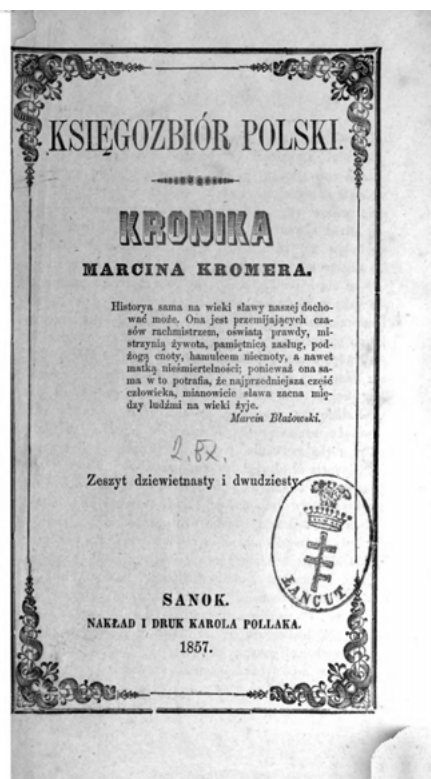 KSIĘGOZBIÓR POLSKI.
KRONIKA
MARCINA KROMERA.
Historya sama na wieki sławy naszej docho-
wać może. Ona jest przemijających cza-
sów rachmistrzem, oświatą prawdy, mi-
strzynią żywota, pamiętnicą zasług, pod-
żogą cnoty, hamulcem niecnoty, a nawet
matką nieśmiertelności; ponieważ ona sa-
ma w to potrafia, że najprzedniejsza część
człowieka, mianowicie sława zacna mię-
dzy ludźmi na wieki żyje.
Marcin Błażowski.
Zeszyt dziewietnasty i dwudziesty.
ŁAŃCUT
SANOK.
NAKŁAD I DRUK KAROLA POLLAKA.
1857.